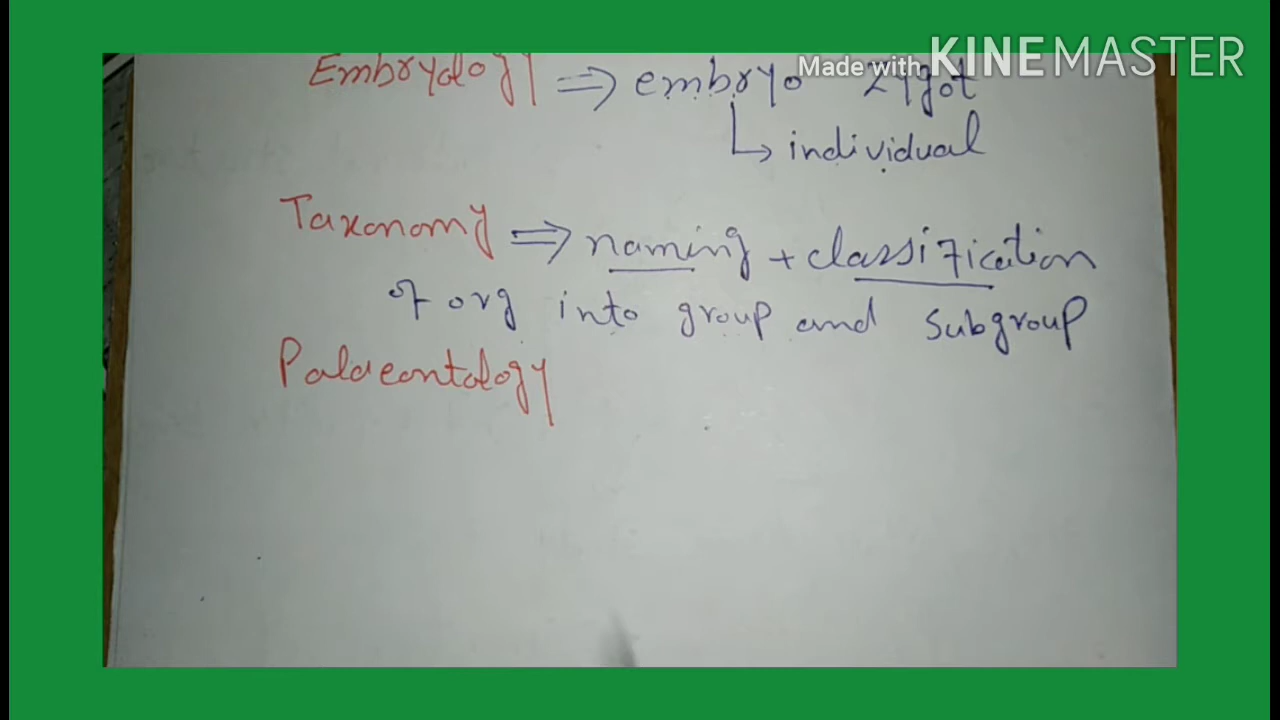 Made with KINEMASTER
Embryology ⇒ embryo zygot
↳ individual
Taxonomy ⇒ naming + classification
of org into group and subgroup
Palaeontology